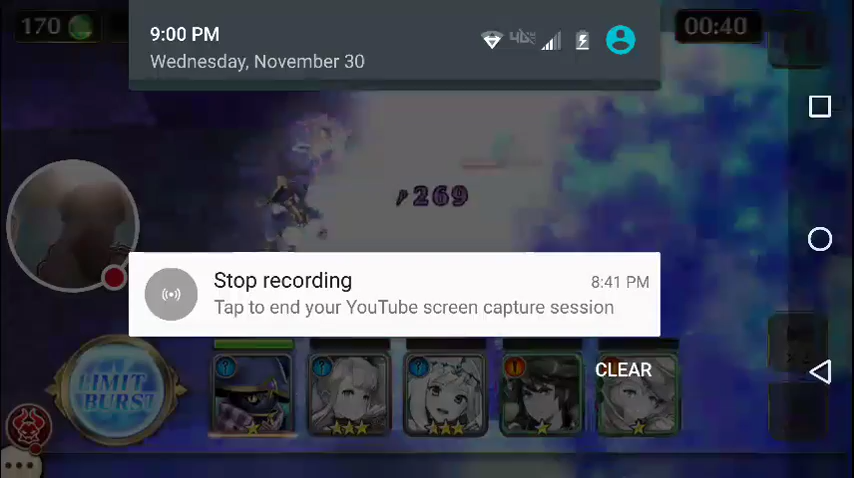 170
9:00 PM
Wednesday, November 30
4G
00:40
269
Stop recording
8:41 PM
Tap to end your YouTube screen capture session
LIMIT
BURST
CLEAR